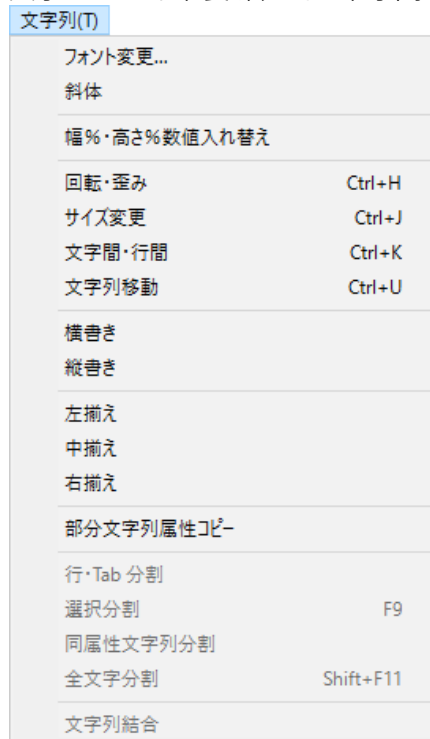 文字列(T)
フォント変更...
斜体
幅%・高さ%数値入れ替え
回転・歪み Ctrl+H
サイズ変更 Ctrl+J
文字間・行間 Ctrl+K
文字列移動 Ctrl+U
横書き
縦書き
左揃え
中揃え
右揃え
部分文字列属性コピー
行・Tab 分割
選択分割 F9
同属性文字列分割
全文字分割 Shift+F11
文字列結合